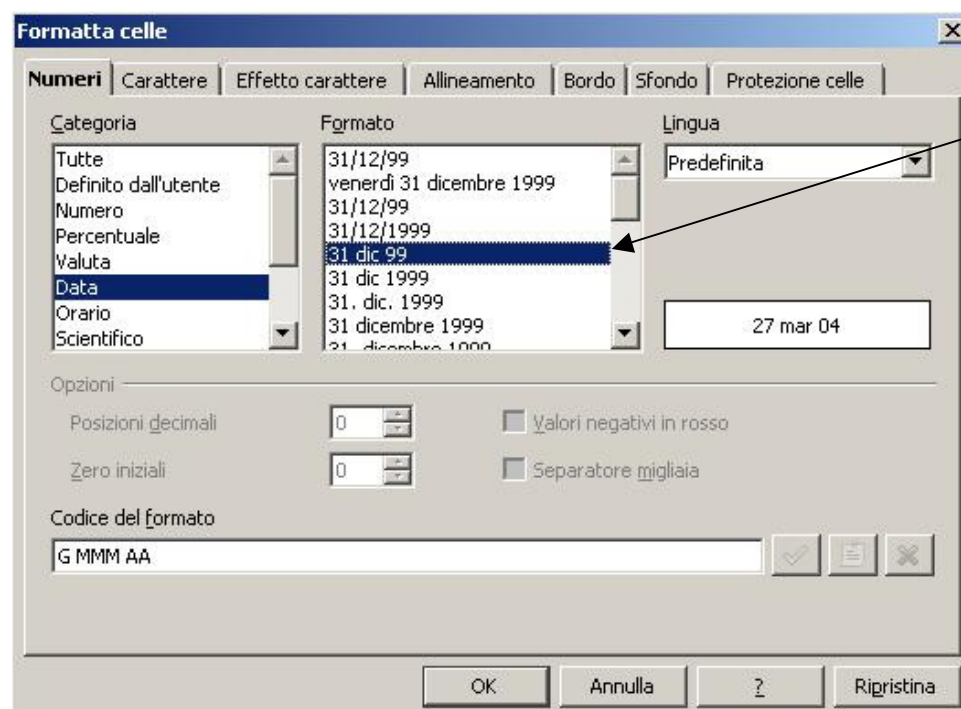 Formatta celle
Numeri Carattere Effetto carattere Allineamento Bordo Sfondo Protezione celle
Categoria
Tutte
Definito dall'utente
Numero
Percentuale
Valuta
Data
Orario
Scientifico
Formato
31/12/99
venerdì 31 dicembre 1999
31/12/99
31/12/1999
31 dic 99
31 dic 1999
31. dic. 1999
31 dicembre 1999
31. dicembre 1999
Lingua
Predefinita
27 mar 04
Opzioni
Posizioni decimali 0 Valori negativi in rosso
Zero iniziali 0 Separatore migliaia
Codice del formato
G MMM AA
OK Annulla ? Ripristina